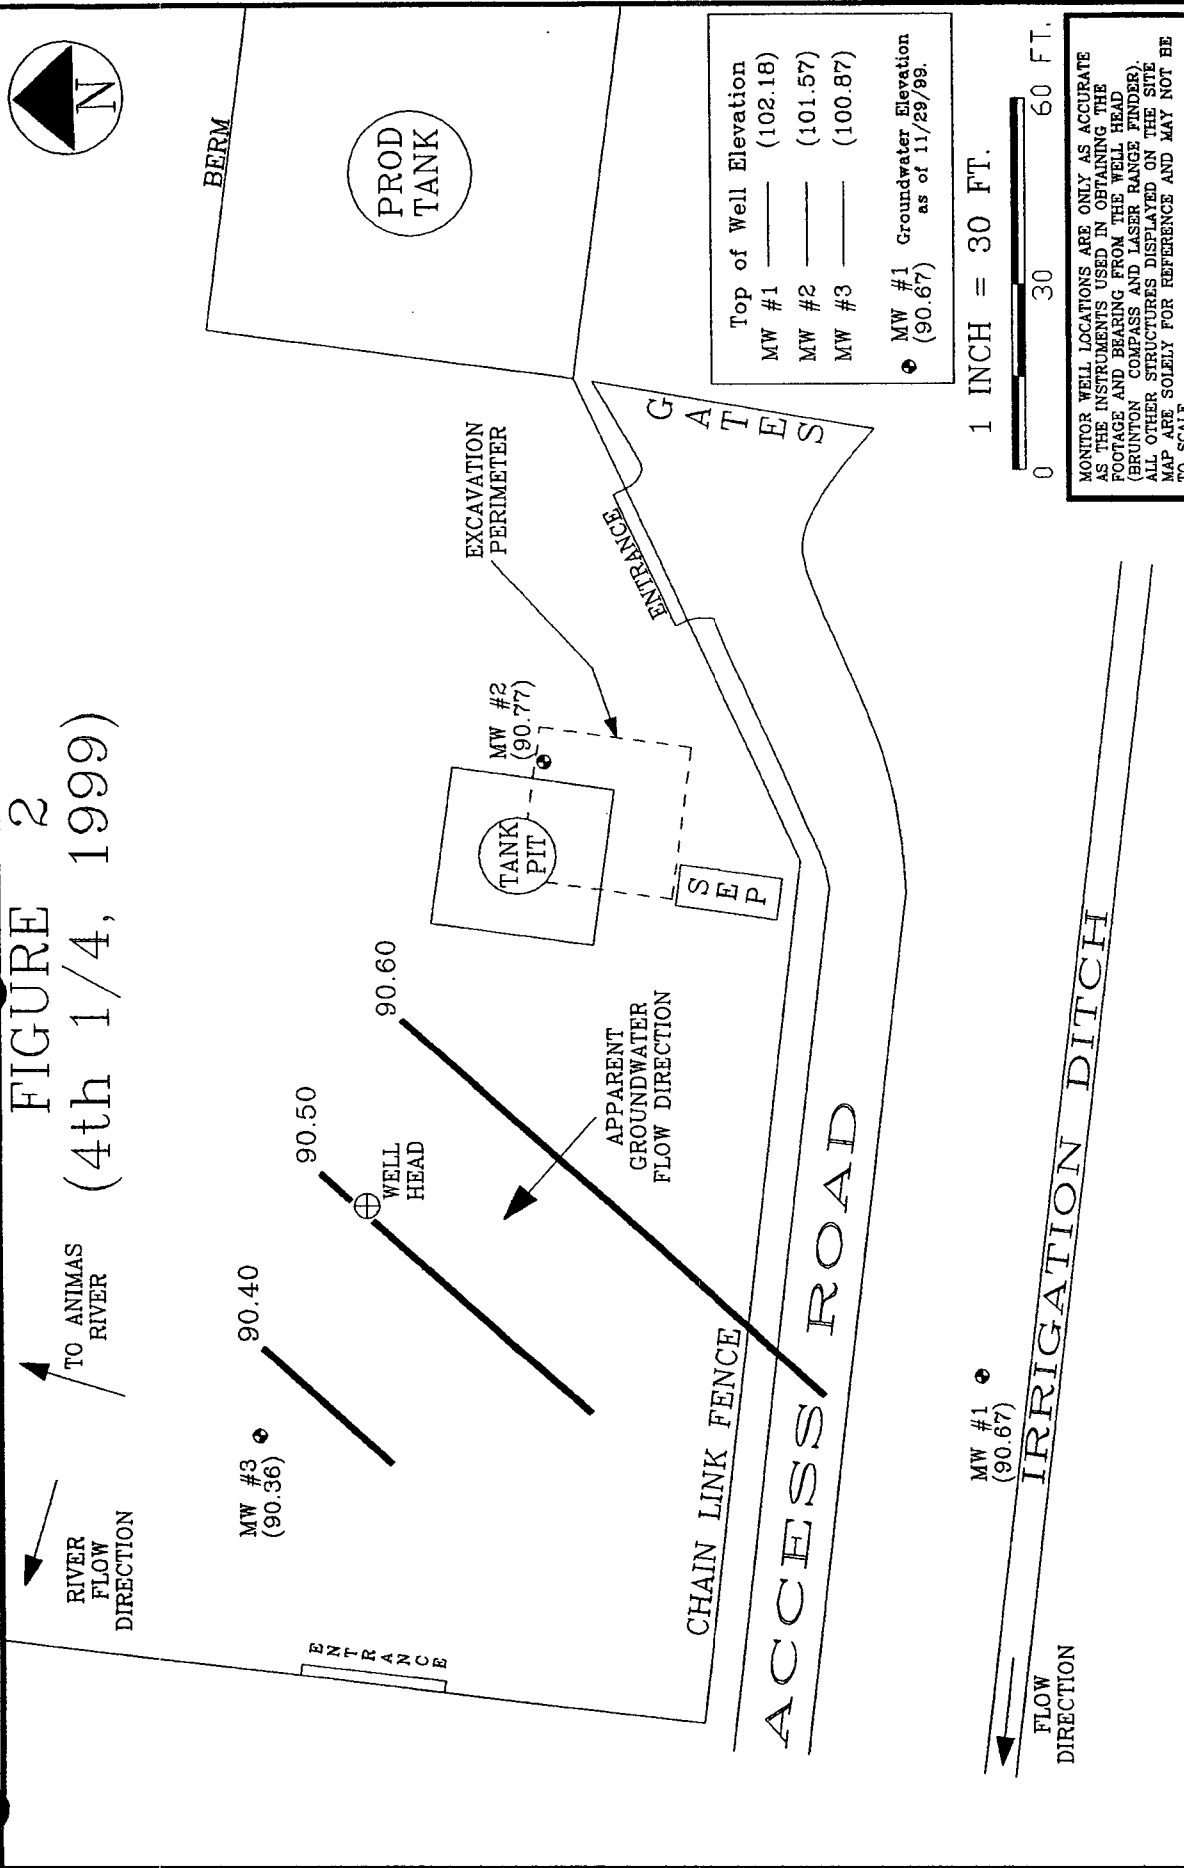 FIGURE 2
(4th 1/4, 1999)
N
TO ANIMAS
RIVER
RIVER
FLOW
DIRECTION
BERM
PROD
TANK
90.40
90.50
90.60
WELL
HEAD
MW #3
(90.36)
MW #2
(90.77)
TANK
PIT
EXCAVATION
PERIMETER
SEP
APPARENT
GROUNDWATER
FLOW DIRECTION
ENTRANCE
ENTRANCE
GATES
CHAIN LINK FENCE
ACCESS ROAD
MW #1
(90.67)
IRRIGATION DITCH
FLOW
DIRECTION
Top of Well Elevation
MW #1 (102.18)
MW #2 (101.57)
MW #3 (100.87)
MW #1 Groundwater Elevation
(90.67) as of 11/29/99.
1 INCH = 30 FT.
0 30 60 FT.
MONITOR WELL LOCATIONS ARE ONLY AS ACCURATE
AS THE INSTRUMENTS USED IN OBTAINING THE
FOOTAGE AND BEARING FROM THE WELL HEAD
(BRUNTON COMPASS AND LASER RANGE FINDER).
ALL OTHER STRUCTURES DISPLAYED ON THE SITE
MAP ARE SOLELY FOR REFERENCE AND MAY NOT BE
TO SCALE